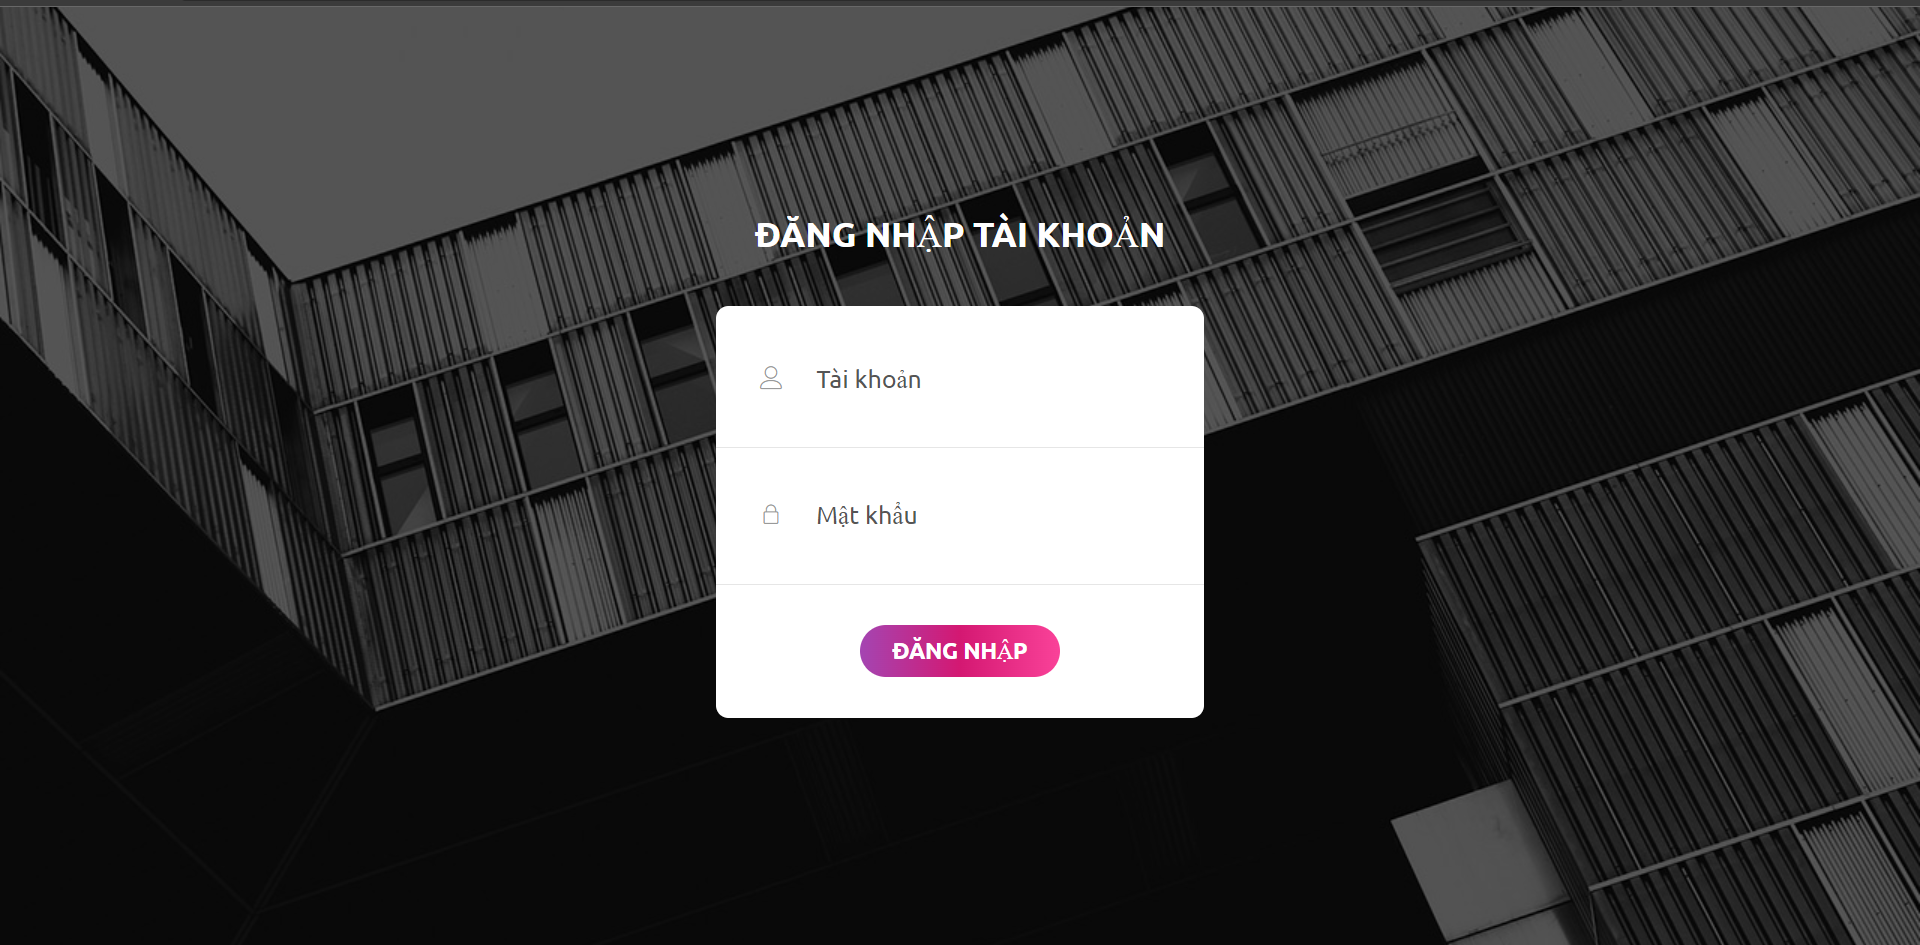 ĐĂNG NHẬP TÀI KHOẢN
Tài khoản
Mật khẩu
ĐĂNG NHẬP